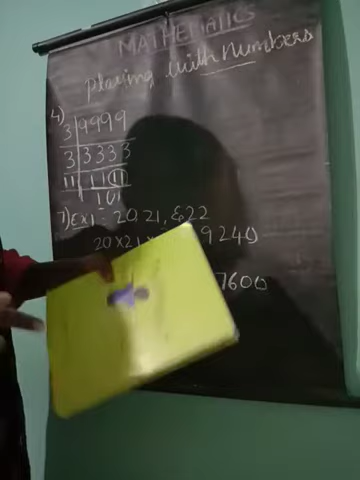 MATHEMATICS
Playing with Numbers
4)
3 | 9999
3 | 3333
11 | 1111
101
7) Ex 1: 20, 21, & 22
20 × 21 × 9240
7600